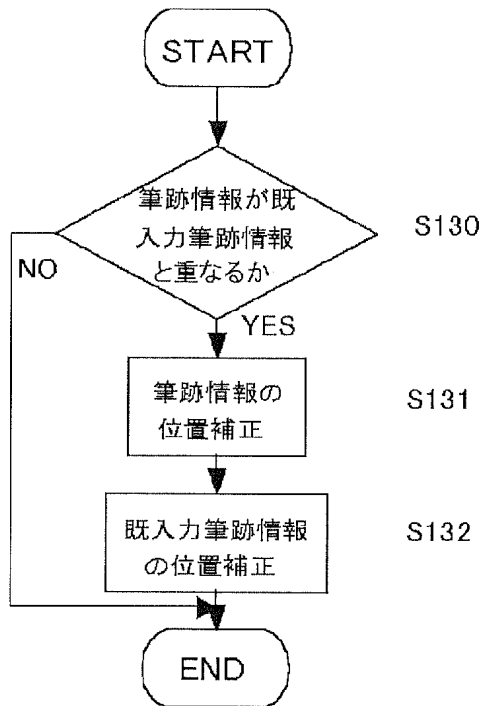 START
筆跡情報が既
入力筆跡情報
と重なるか
S130
NO
YES
筆跡情報の
位置補正
S131
既入力筆跡情報
の位置補正
S132
END